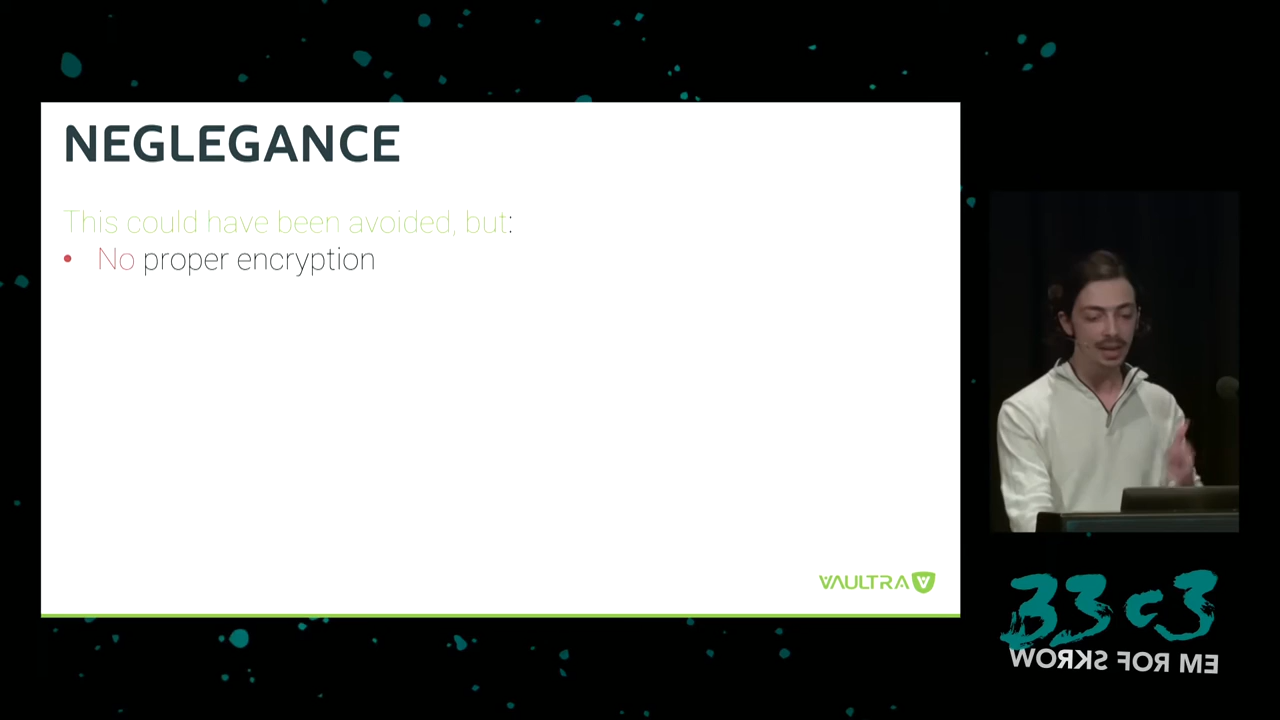 NEGLEGANCE
This could have been avoided, but:
• No proper encryption
VAULTRA
33c3
WORKS FOR ME